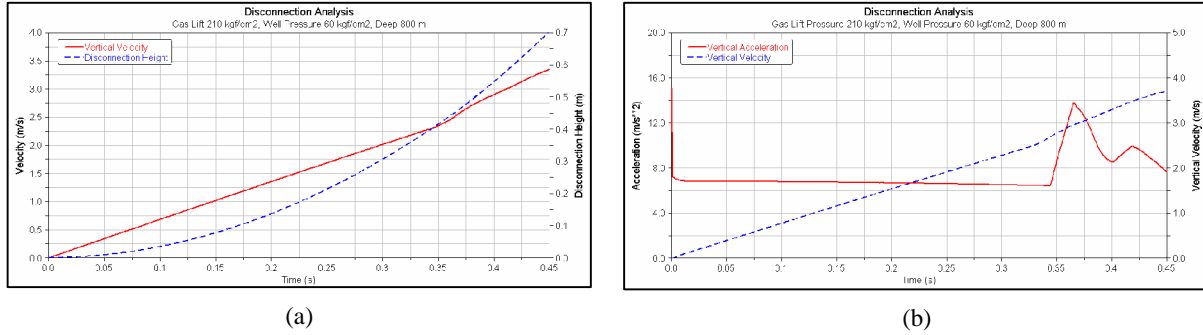 Disconnection Analysis
Gas Lift 210 kgf/cm2, Well Pressure 60 kgf/cm2, Deep 800 m
Vertical Velocity
Disconnection Height
Velocity (m/s)
4.0
3.5
3.0
2.5
2.0
1.5
1.0
0.5
0.0
Disconnection Height (m)
0.7
0.6
0.5
0.4
0.3
0.2
0.1
0.0
0.0 0.05 0.1 0.15 0.2 0.25 0.3 0.35 0.4 0.45
Time (s)
(a)
Disconnection Analysis
Gas Lift Pressure 210 kgf/cm2, Well Pressure 60 kgf/cm2, Deep 800 m
Vertical Acceleration
Vertical Velocity
Acceleration (m/s**2)
20.0
16.0
12.0
8.0
4.0
0.0
Vertical Velocity (m/s)
5.0
4.0
3.0
2.0
1.0
0.0
0.0 0.05 0.1 0.15 0.2 0.25 0.3 0.35 0.4 0.45
Time (s)
(b)